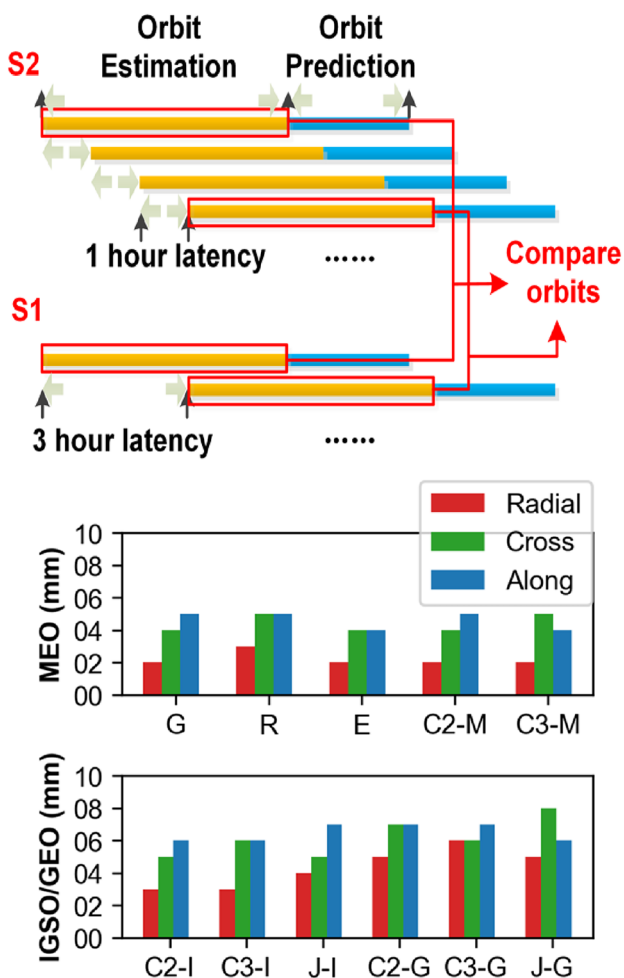 Orbit Estimation
Orbit Prediction
S2
1 hour latency
......
Compare orbits
S1
3 hour latency
......
Radial
Cross
Along
MEO (mm)
10
08
06
04
02
00
G R E C2-M C3-M
IGSO/GEO (mm)
10
08
06
04
02
00
C2-I C3-I J-I C2-G C3-G J-G